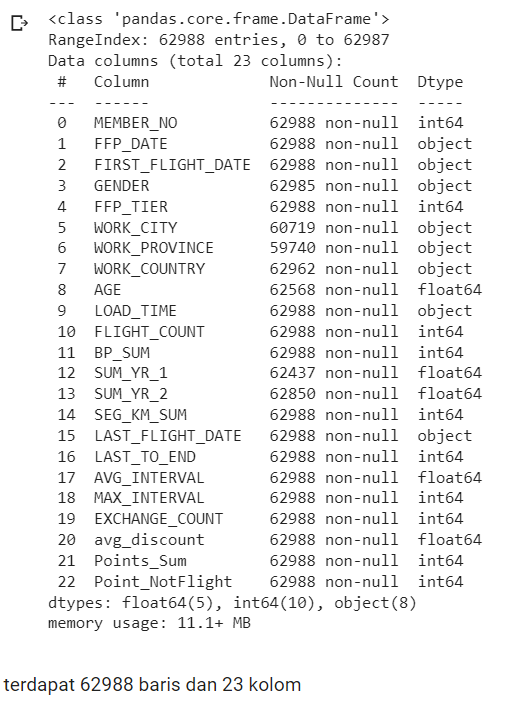 <class 'pandas.core.frame.DataFrame'>
RangeIndex: 62988 entries, 0 to 62987
Data columns (total 23 columns):
 #   Column             Non-Null Count  Dtype
---  ------             --------------  -----
 0   MEMBER_NO          62988 non-null  int64
 1   FFP_DATE           62988 non-null  object
 2   FIRST_FLIGHT_DATE  62988 non-null  object
 3   GENDER             62985 non-null  object
 4   FFP_TIER           62988 non-null  int64
 5   WORK_CITY          60719 non-null  object
 6   WORK_PROVINCE      59740 non-null  object
 7   WORK_COUNTRY       62962 non-null  object
 8   AGE                62568 non-null  float64
 9   LOAD_TIME          62988 non-null  object
 10  FLIGHT_COUNT       62988 non-null  int64
 11  BP_SUM             62988 non-null  int64
 12  SUM_YR_1           62437 non-null  float64
 13  SUM_YR_2           62850 non-null  float64
 14  SEG_KM_SUM         62988 non-null  int64
 15  LAST_FLIGHT_DATE   62988 non-null  object
 16  LAST_TO_END        62988 non-null  int64
 17  AVG_INTERVAL       62988 non-null  float64
 18  MAX_INTERVAL       62988 non-null  int64
 19  EXCHANGE_COUNT     62988 non-null  int64
 20  avg_discount       62988 non-null  float64
 21  Points_Sum         62988 non-null  int64
 22  Point_NotFlight    62988 non-null  int64
dtypes: float64(5), int64(10), object(8)
memory usage: 11.1+ MB
terdapat 62988 baris dan 23 kolom